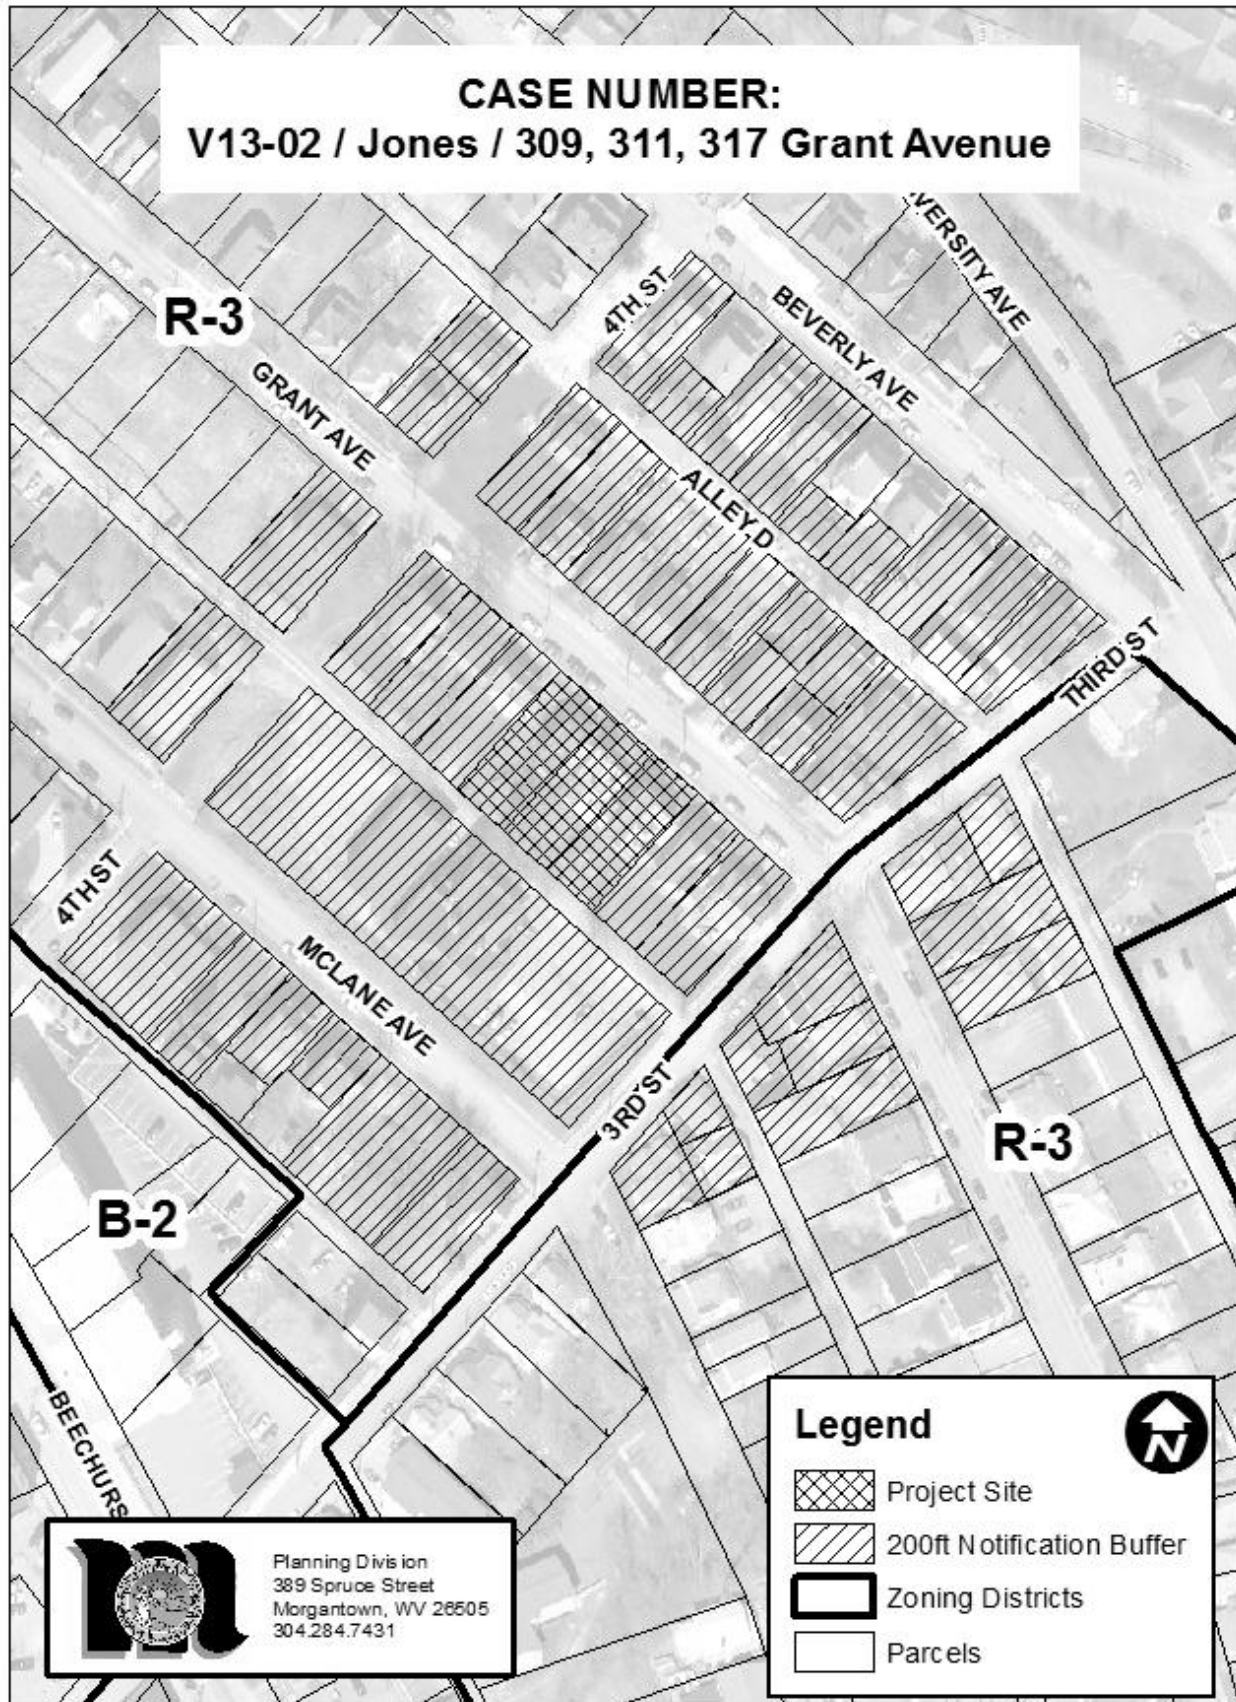 CASE NUMBER:
V13-02 / Jones / 309, 311, 317 Grant Avenue
VERSITY AVE
4TH ST
BEVERLY AVE
R-3
GRANT AVE
ALLEY D
THIRD ST
4TH ST
MCLANE AVE
3RD ST
R-3
B-2
BEECHURS
Legend
N
Project Site
200ft Notification Buffer
Zoning Districts
Parcels
Planning Division
389 Spruce Street
Morgantown, WV 26505
304.284.7431